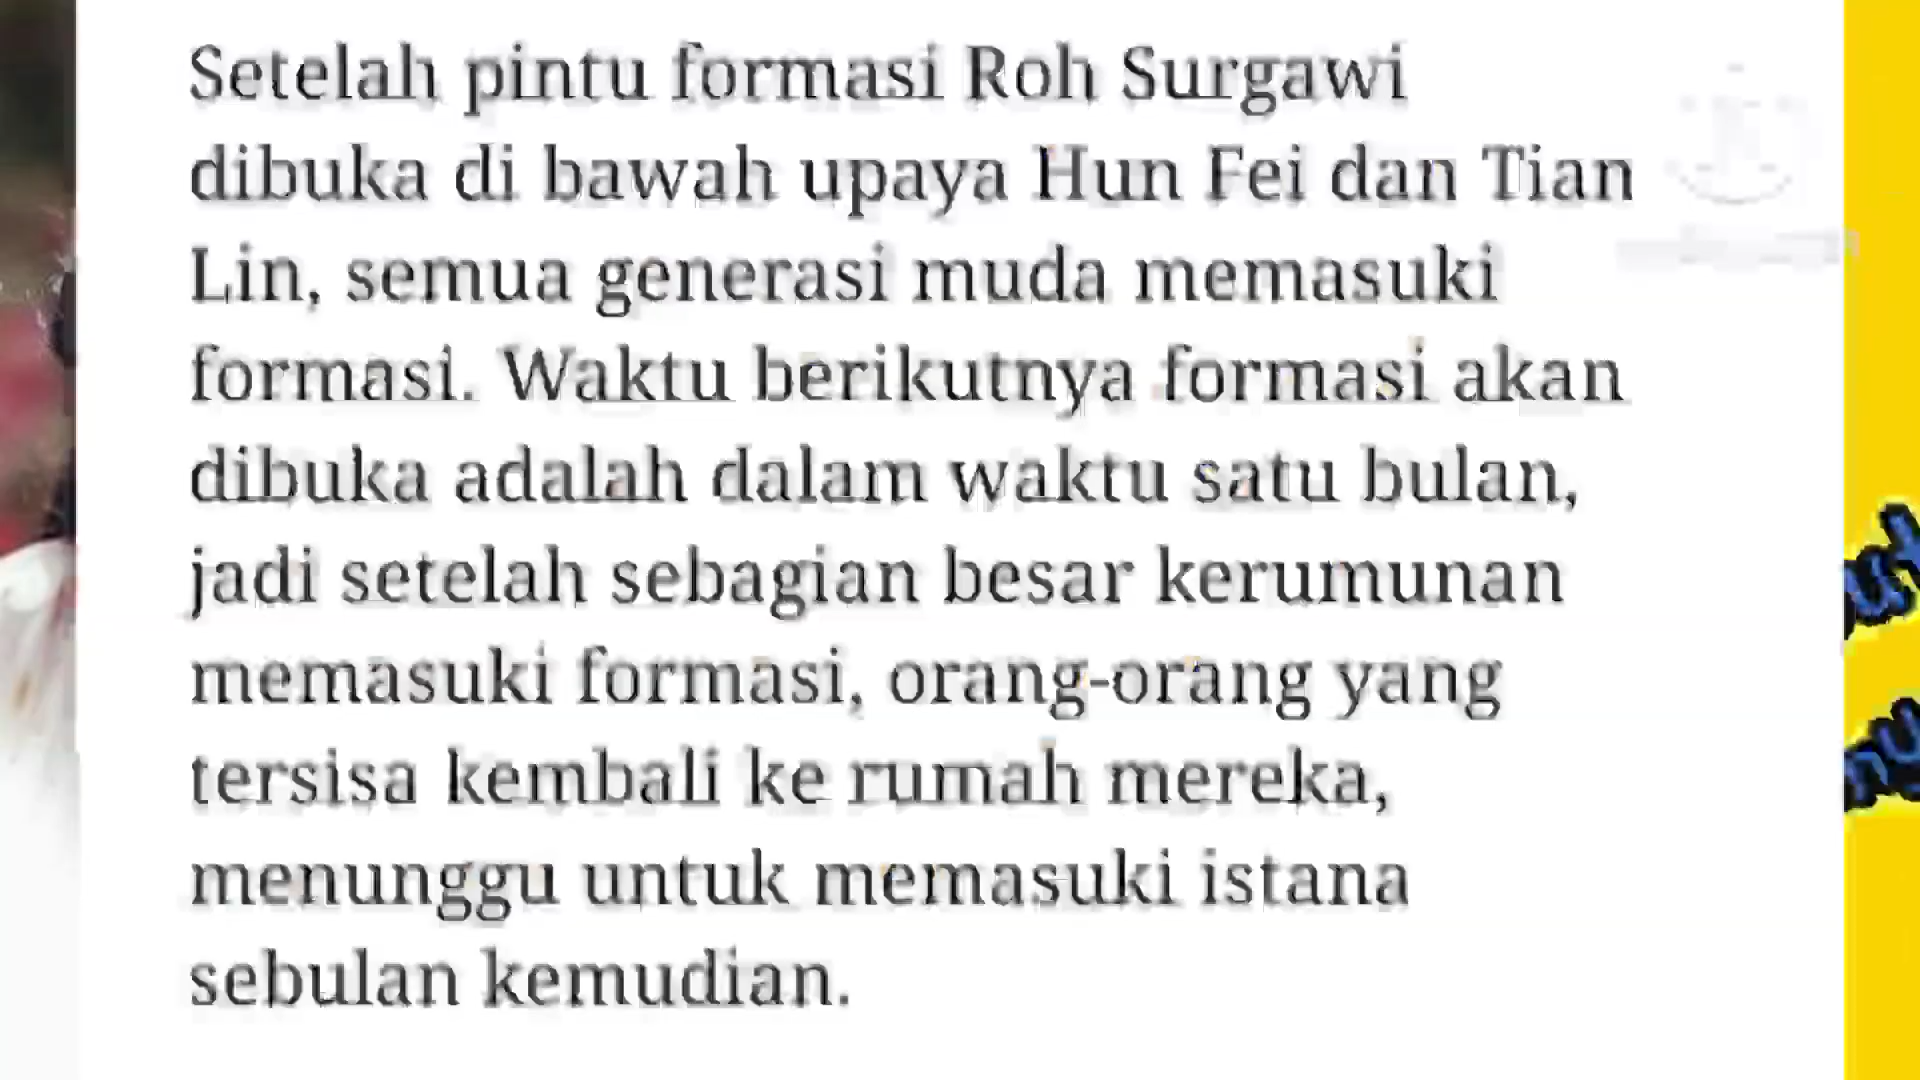 Setelah pintu formasi Roh Surgawi
dibuka di bawah upaya Hun Fei dan Tian
Lin, semua generasi muda memasuki
formasi. Waktu berikutnya formasi akan
dibuka adalah dalam waktu satu bulan,
jadi setelah sebagian besar kerumunan
memasuki formasi, orang-orang yang
tersisa kembali ke rumah mereka,
menunggu untuk memasuki istana
sebulan kemudian.